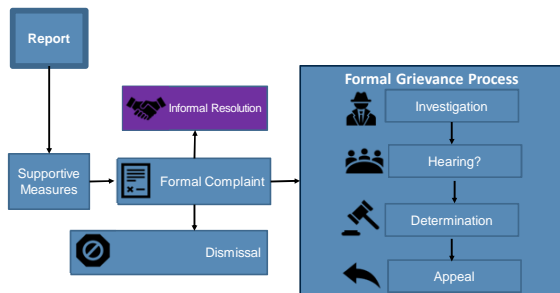 Report
Supportive
Measures
Informal Resolution
Formal Complaint
Dismissal
Formal Grievance Process
Investigation
Hearing?
Determination
Appeal